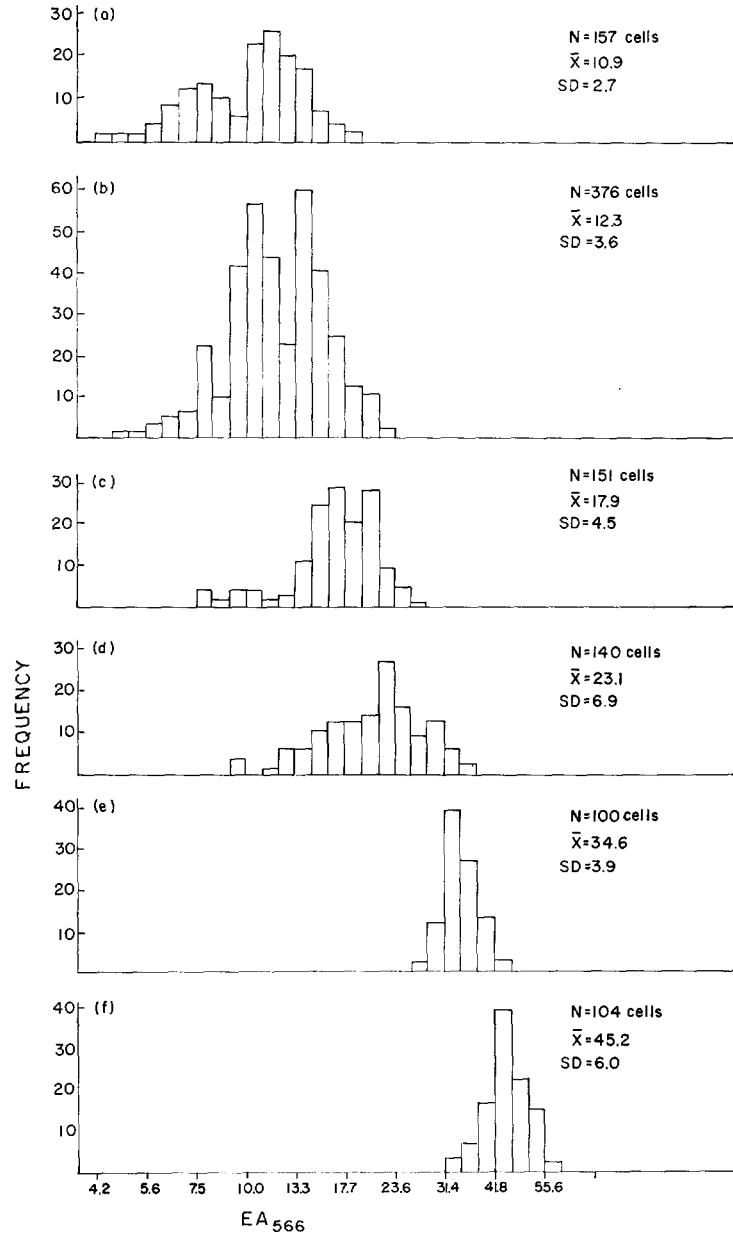 (a)
30
20
10
N=157 cells
X̄=10.9
SD=2.7
(b)
60
50
40
30
20
10
N=376 cells
X̄=12.3
SD=3.6
(c)
30
20
10
N=151 cells
X̄=17.9
SD=4.5
(d)
30
20
10
N=140 cells
X̄=23.1
SD=6.9
FREQUENCY
(e)
40
30
20
10
N=100 cells
X̄=34.6
SD=3.9
(f)
40
30
20
10
N=104 cells
X̄=45.2
SD=6.0
4.2 5.6 7.5 10.0 13.3 17.7 23.6 31.4 41.8 55.6
EA566